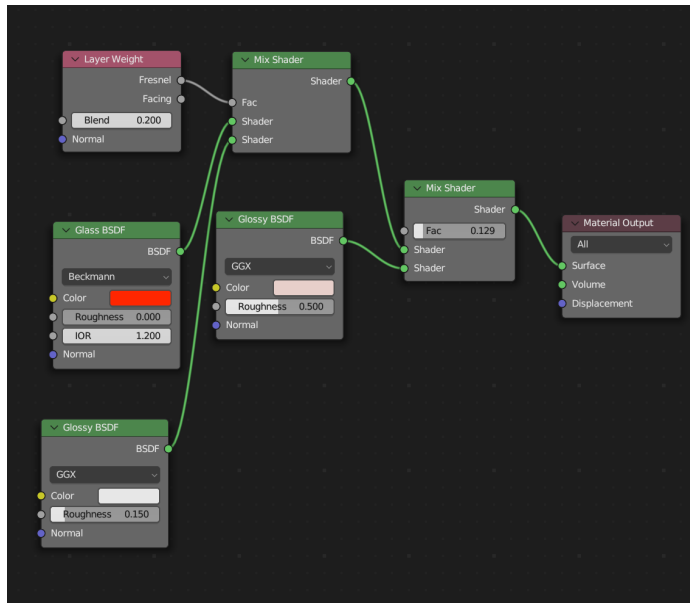 Layer Weight
Fresnel
Facing
Blend 0.200
Normal
Mix Shader
Shader
Fac
Shader
Shader
Glass BSDF
BSDF
Beckmann
Color
Roughness 0.000
IOR 1.200
Normal
Glossy BSDF
BSDF
GGX
Color
Roughness 0.500
Normal
Mix Shader
Shader
Fac 0.129
Shader
Shader
Material Output
All
Surface
Volume
Displacement
Glossy BSDF
BSDF
GGX
Color
Roughness 0.150
Normal